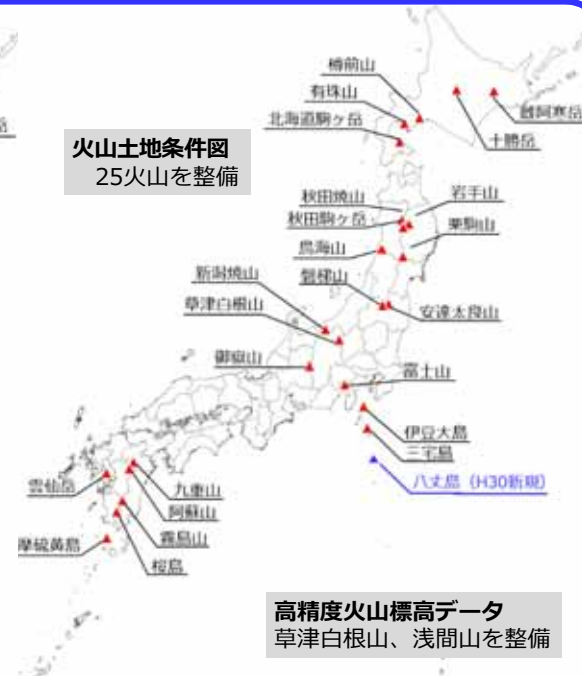 岳
樽前山
有珠山
北海道駒ヶ岳
雌阿寒岳
十勝岳
火山土地条件図
25火山を整備
秋田焼山
岩手山
秋田駒ヶ岳
栗駒山
鳥海山
新潟焼山
磐梯山
草津白根山
安達太良山
御嶽山
富士山
伊豆大島
三宅島
八丈島（H30新規）
雲仙岳
九重山
阿蘇山
霧島山
摩硫黄島
桜島
高精度火山標高データ
草津白根山、浅間山を整備